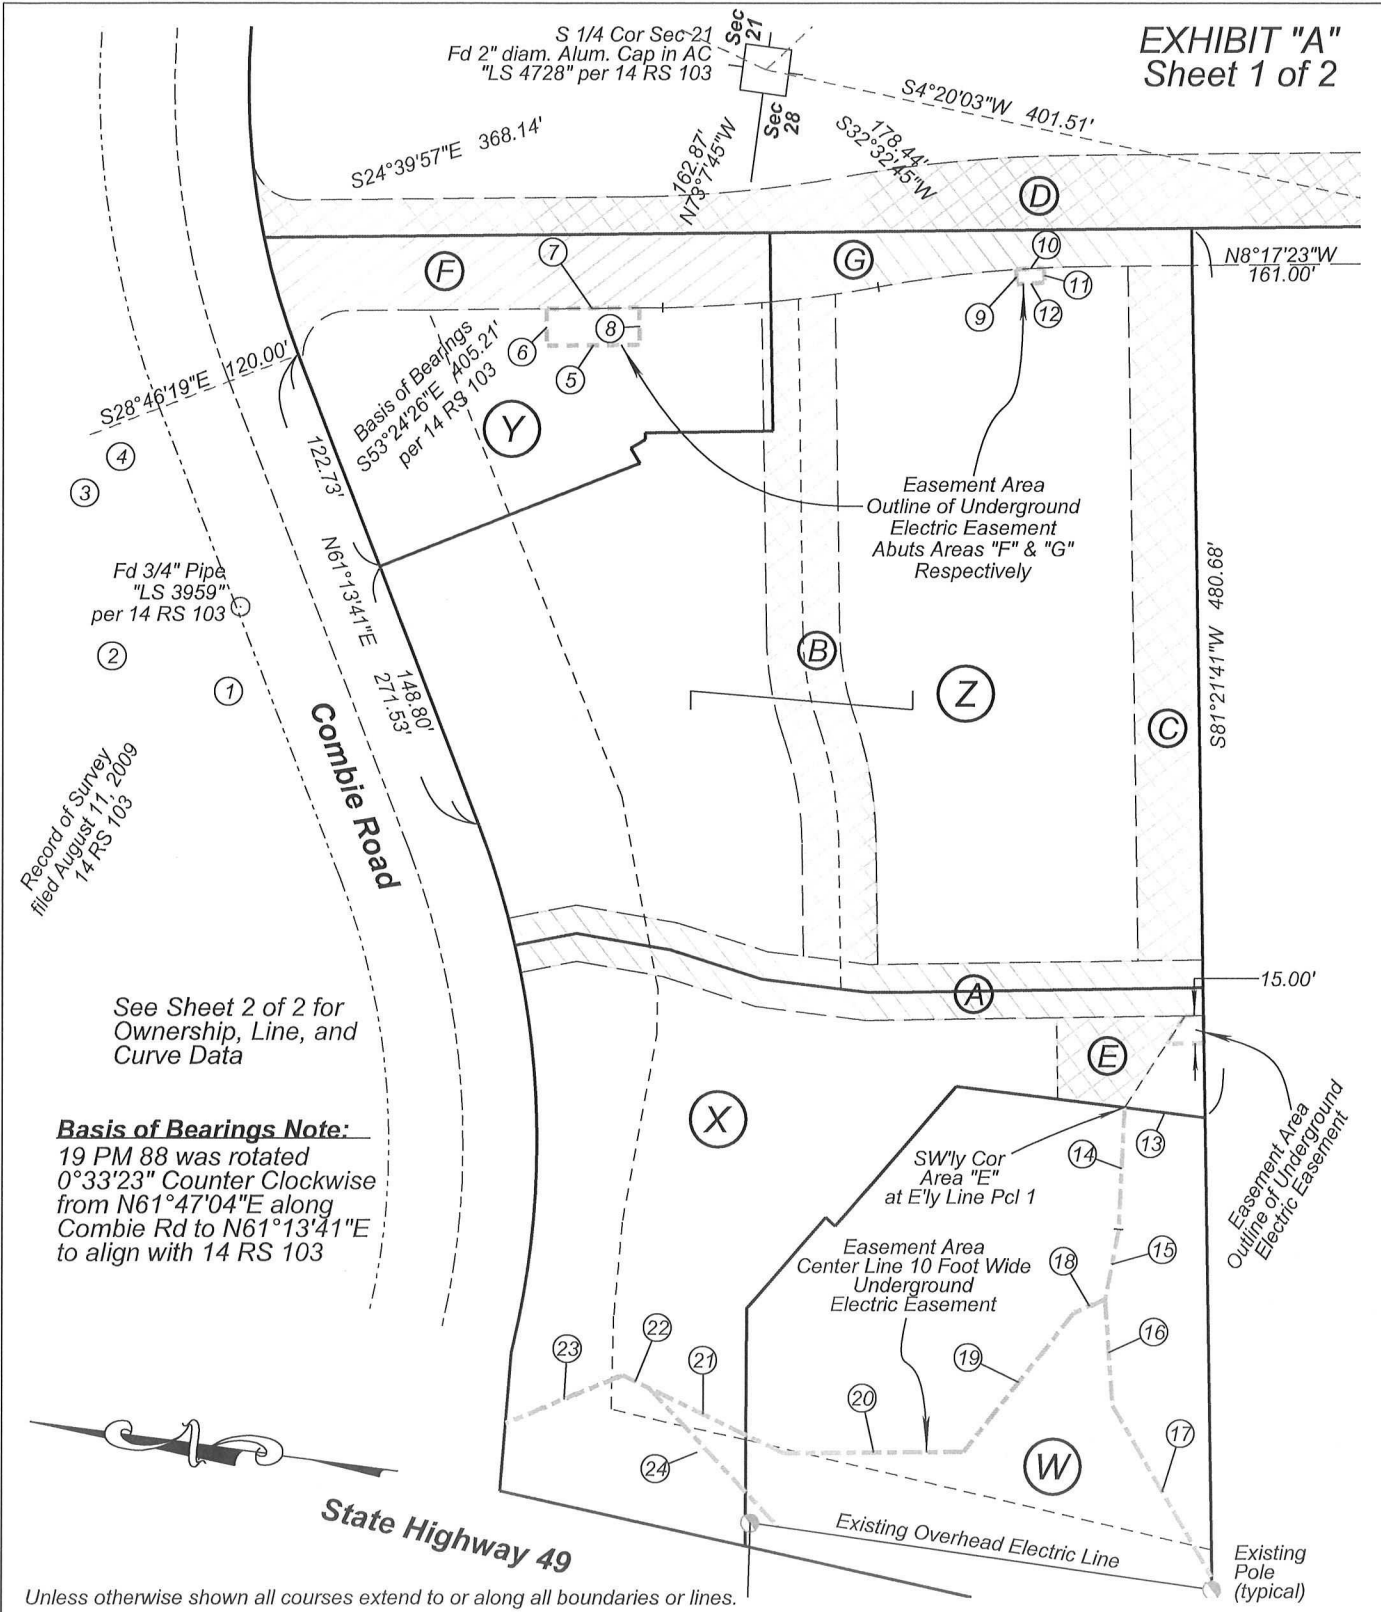 EXHIBIT "A"
Sheet 1 of 2
S 1/4 Cor Sec 21
Fd 2" diam. Alum. Cap in AC
"LS 4728" per 14 RS 103
Sec
21
Sec
28
S4°20'03"W 401.51'
S24°39'57"E 368.14'
162.87'
N73°7'45"W
178.44'
S32°32'45"W
D
N8°17'23"W
161.00'
F
7
G
10
11
9
12
6
8
5
S28°46'19"E 120.00'
Basis of Bearings
S53°24'26"E 405.21'
per 14 RS 103
Y
4
3
122.73'
Easement Area
Outline of Underground
Electric Easement
Abuts Areas "F" & "G"
Respectively
Fd 3/4" Pipe
"LS 3959"
per 14 RS 103
N61°13'41"E
2
1
148.80'
271.53'
B
Z
C
S81°21'41"W 480.68'
Combie Road
Record of Survey
filed August 11, 2009
14 RS 103
A
15.00'
See Sheet 2 of 2 for
Ownership, Line, and
Curve Data
E
X
Easement Area
Outline of Underground
Electric Easement
Basis of Bearings Note:
19 PM 88 was rotated
0°33'23" Counter Clockwise
from N61°47'04"E along
Combie Rd to N61°13'41"E
to align with 14 RS 103
SW'ly Cor
Area "E"
at E'ly Line Pcl 1
14
13
Easement Area
Center Line 10 Foot Wide
Underground
Electric Easement
15
18
16
23
22
21
19
20
17
24
W
N
State Highway 49
Existing Overhead Electric Line
Existing
Pole
(typical)
Unless otherwise shown all courses extend to or along all boundaries or lines.